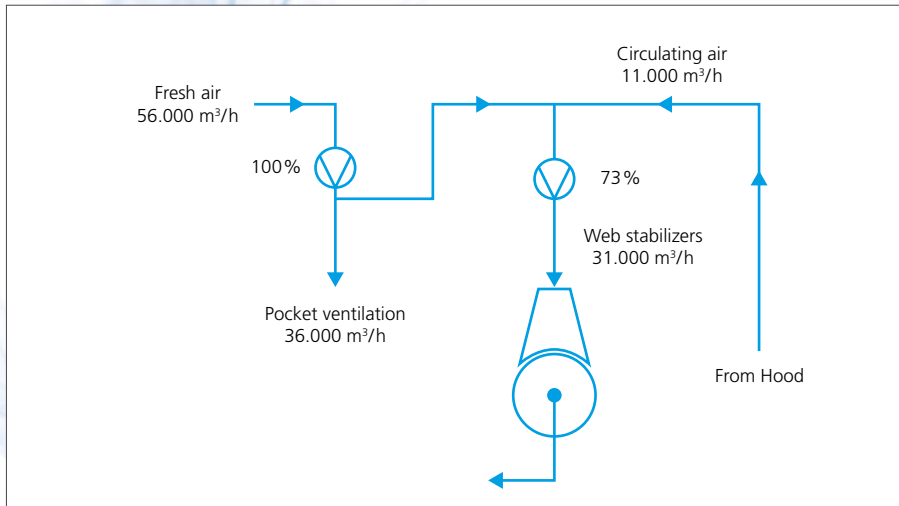 Circulating air
11.000 m³/h
Fresh air
56.000 m³/h
100%
73%
Web stabilizers
31.000 m³/h
Pocket ventilation
36.000 m³/h
From Hood